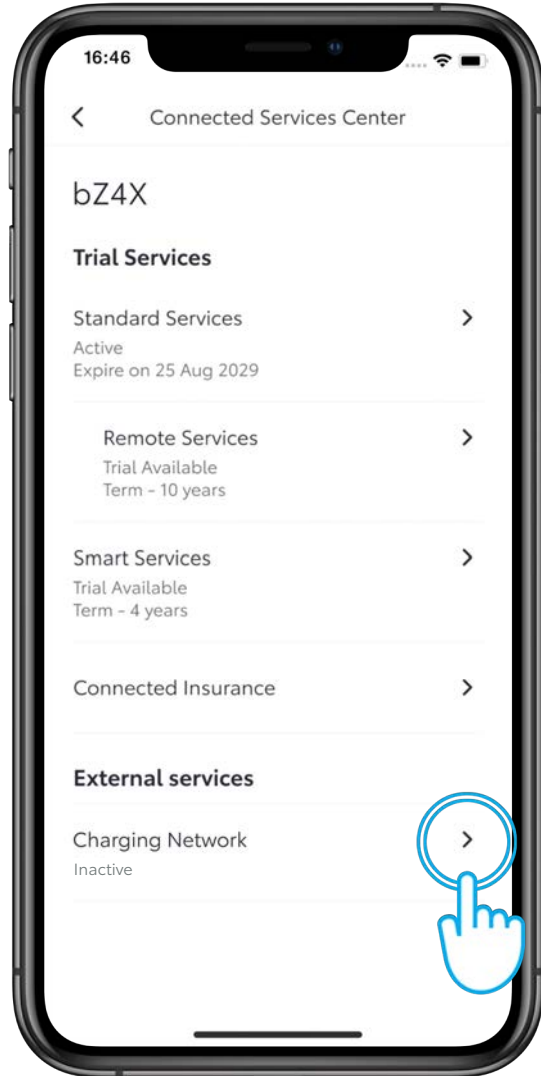 16:46
Connected Services Center
bZ4X
Trial Services
Standard Services
Active
Expire on 25 Aug 2029
Remote Services
Trial Available
Term - 10 years
Smart Services
Trial Available
Term - 4 years
Connected Insurance
External services
Charging Network
Inactive